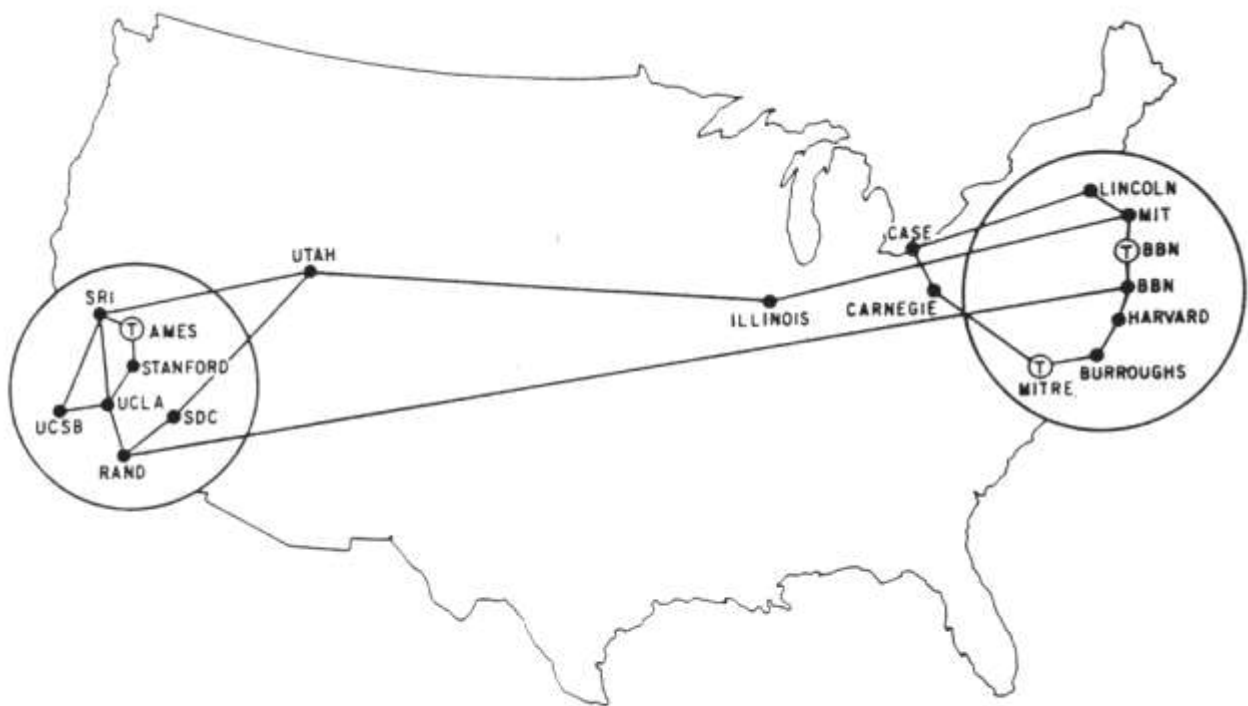 LINCOLN
MIT
CASE
T BBN
UTAH
BBN
SRI
ILLINOIS
CARNEGIE
HARVARD
T AMES
STANFORD
T
BURROUGHS
MITRE
UCLA
SDC
UCSB
RAND